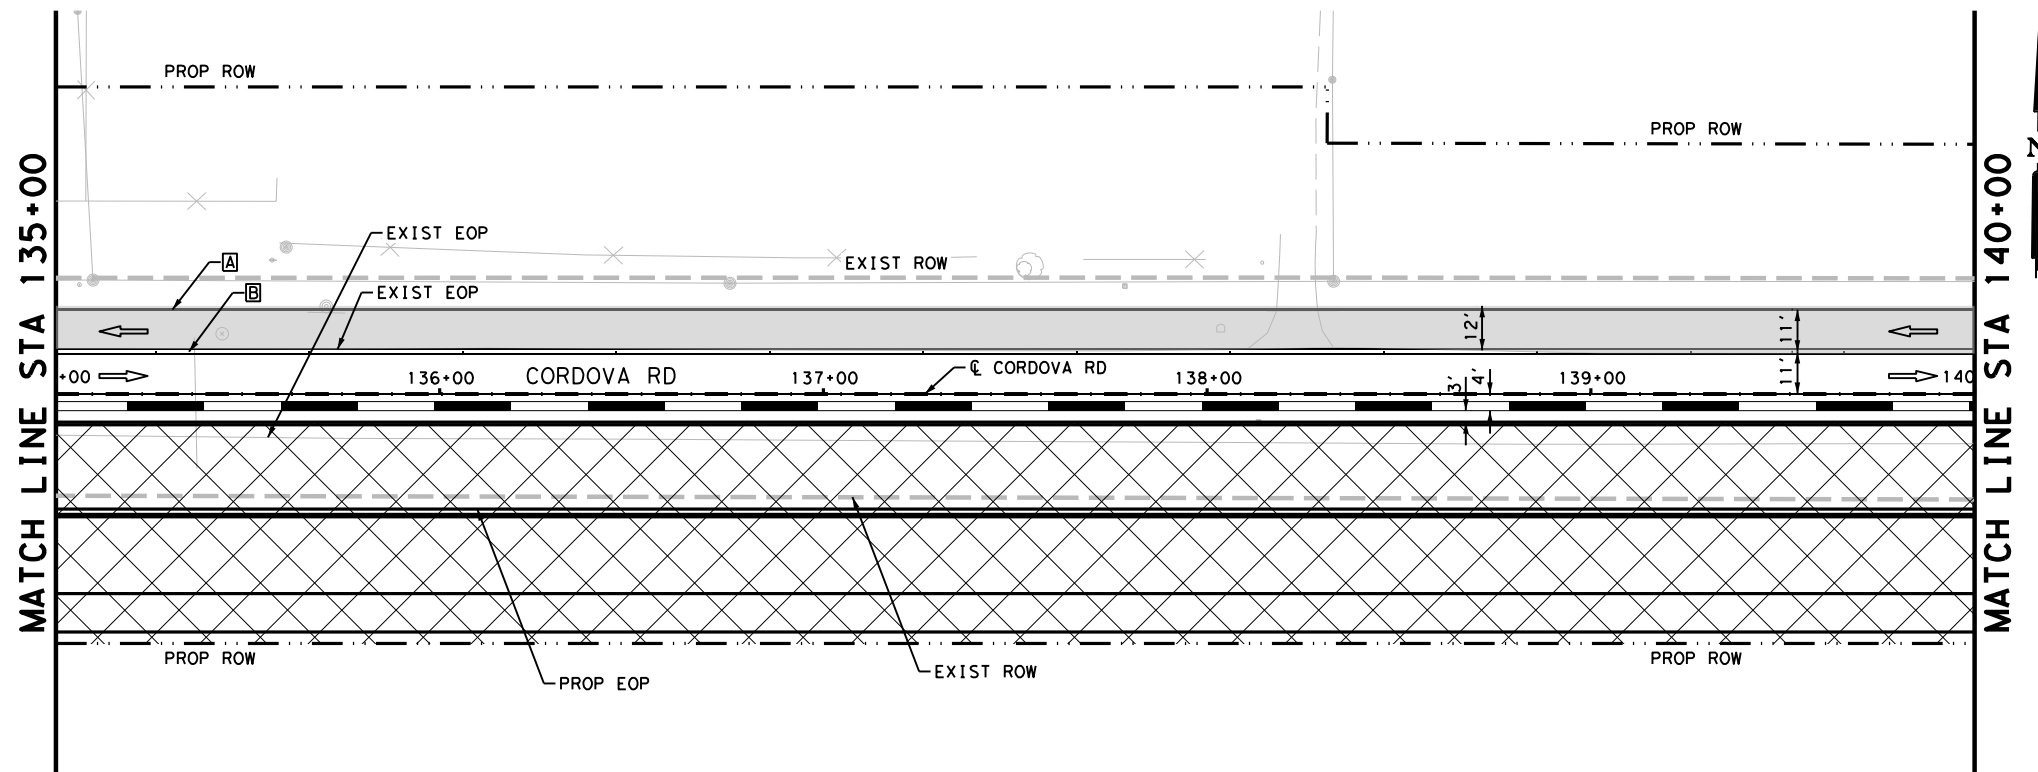 PROP ROW
PROP ROW
N
MATCH LINE STA 135+00
MATCH LINE STA 140+00
EXIST EOP
A
EXIST ROW
B
EXIST EOP
12'
11'
+00
136+00
CORDOVA RD
137+00
℄ CORDOVA RD
138+00
3'
4'
139+00
11'
140
PROP ROW
PROP ROW
EXIST ROW
PROP EOP